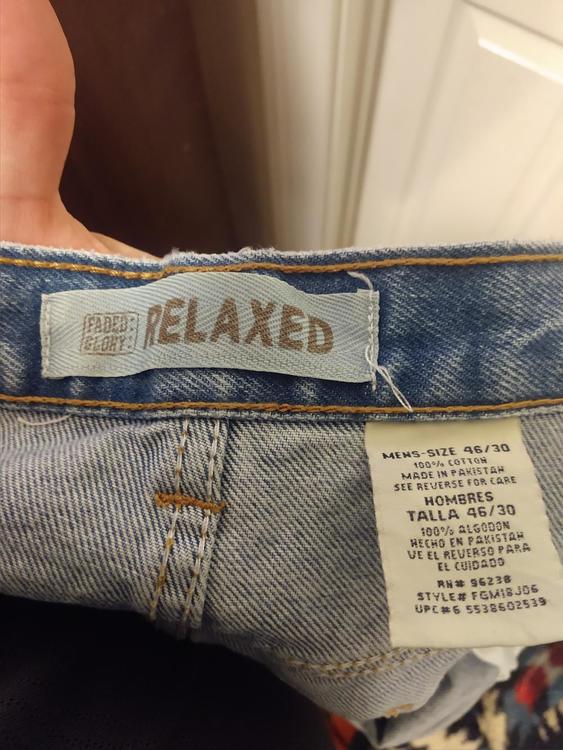 FADED
GLORY
RELAXED
MENS-SIZE 46/30
100% COTTON
MADE IN PAKISTAN
SEE REVERSE FOR CARE
HOMBRES
TALLA 46/30
100% ALGODON
HECHO EN PAKISTAN
VE EL REVERSO PARA
EL CUIDADO
RN# 96238
STYLE# FGM18J06
UPC#6 5538602539